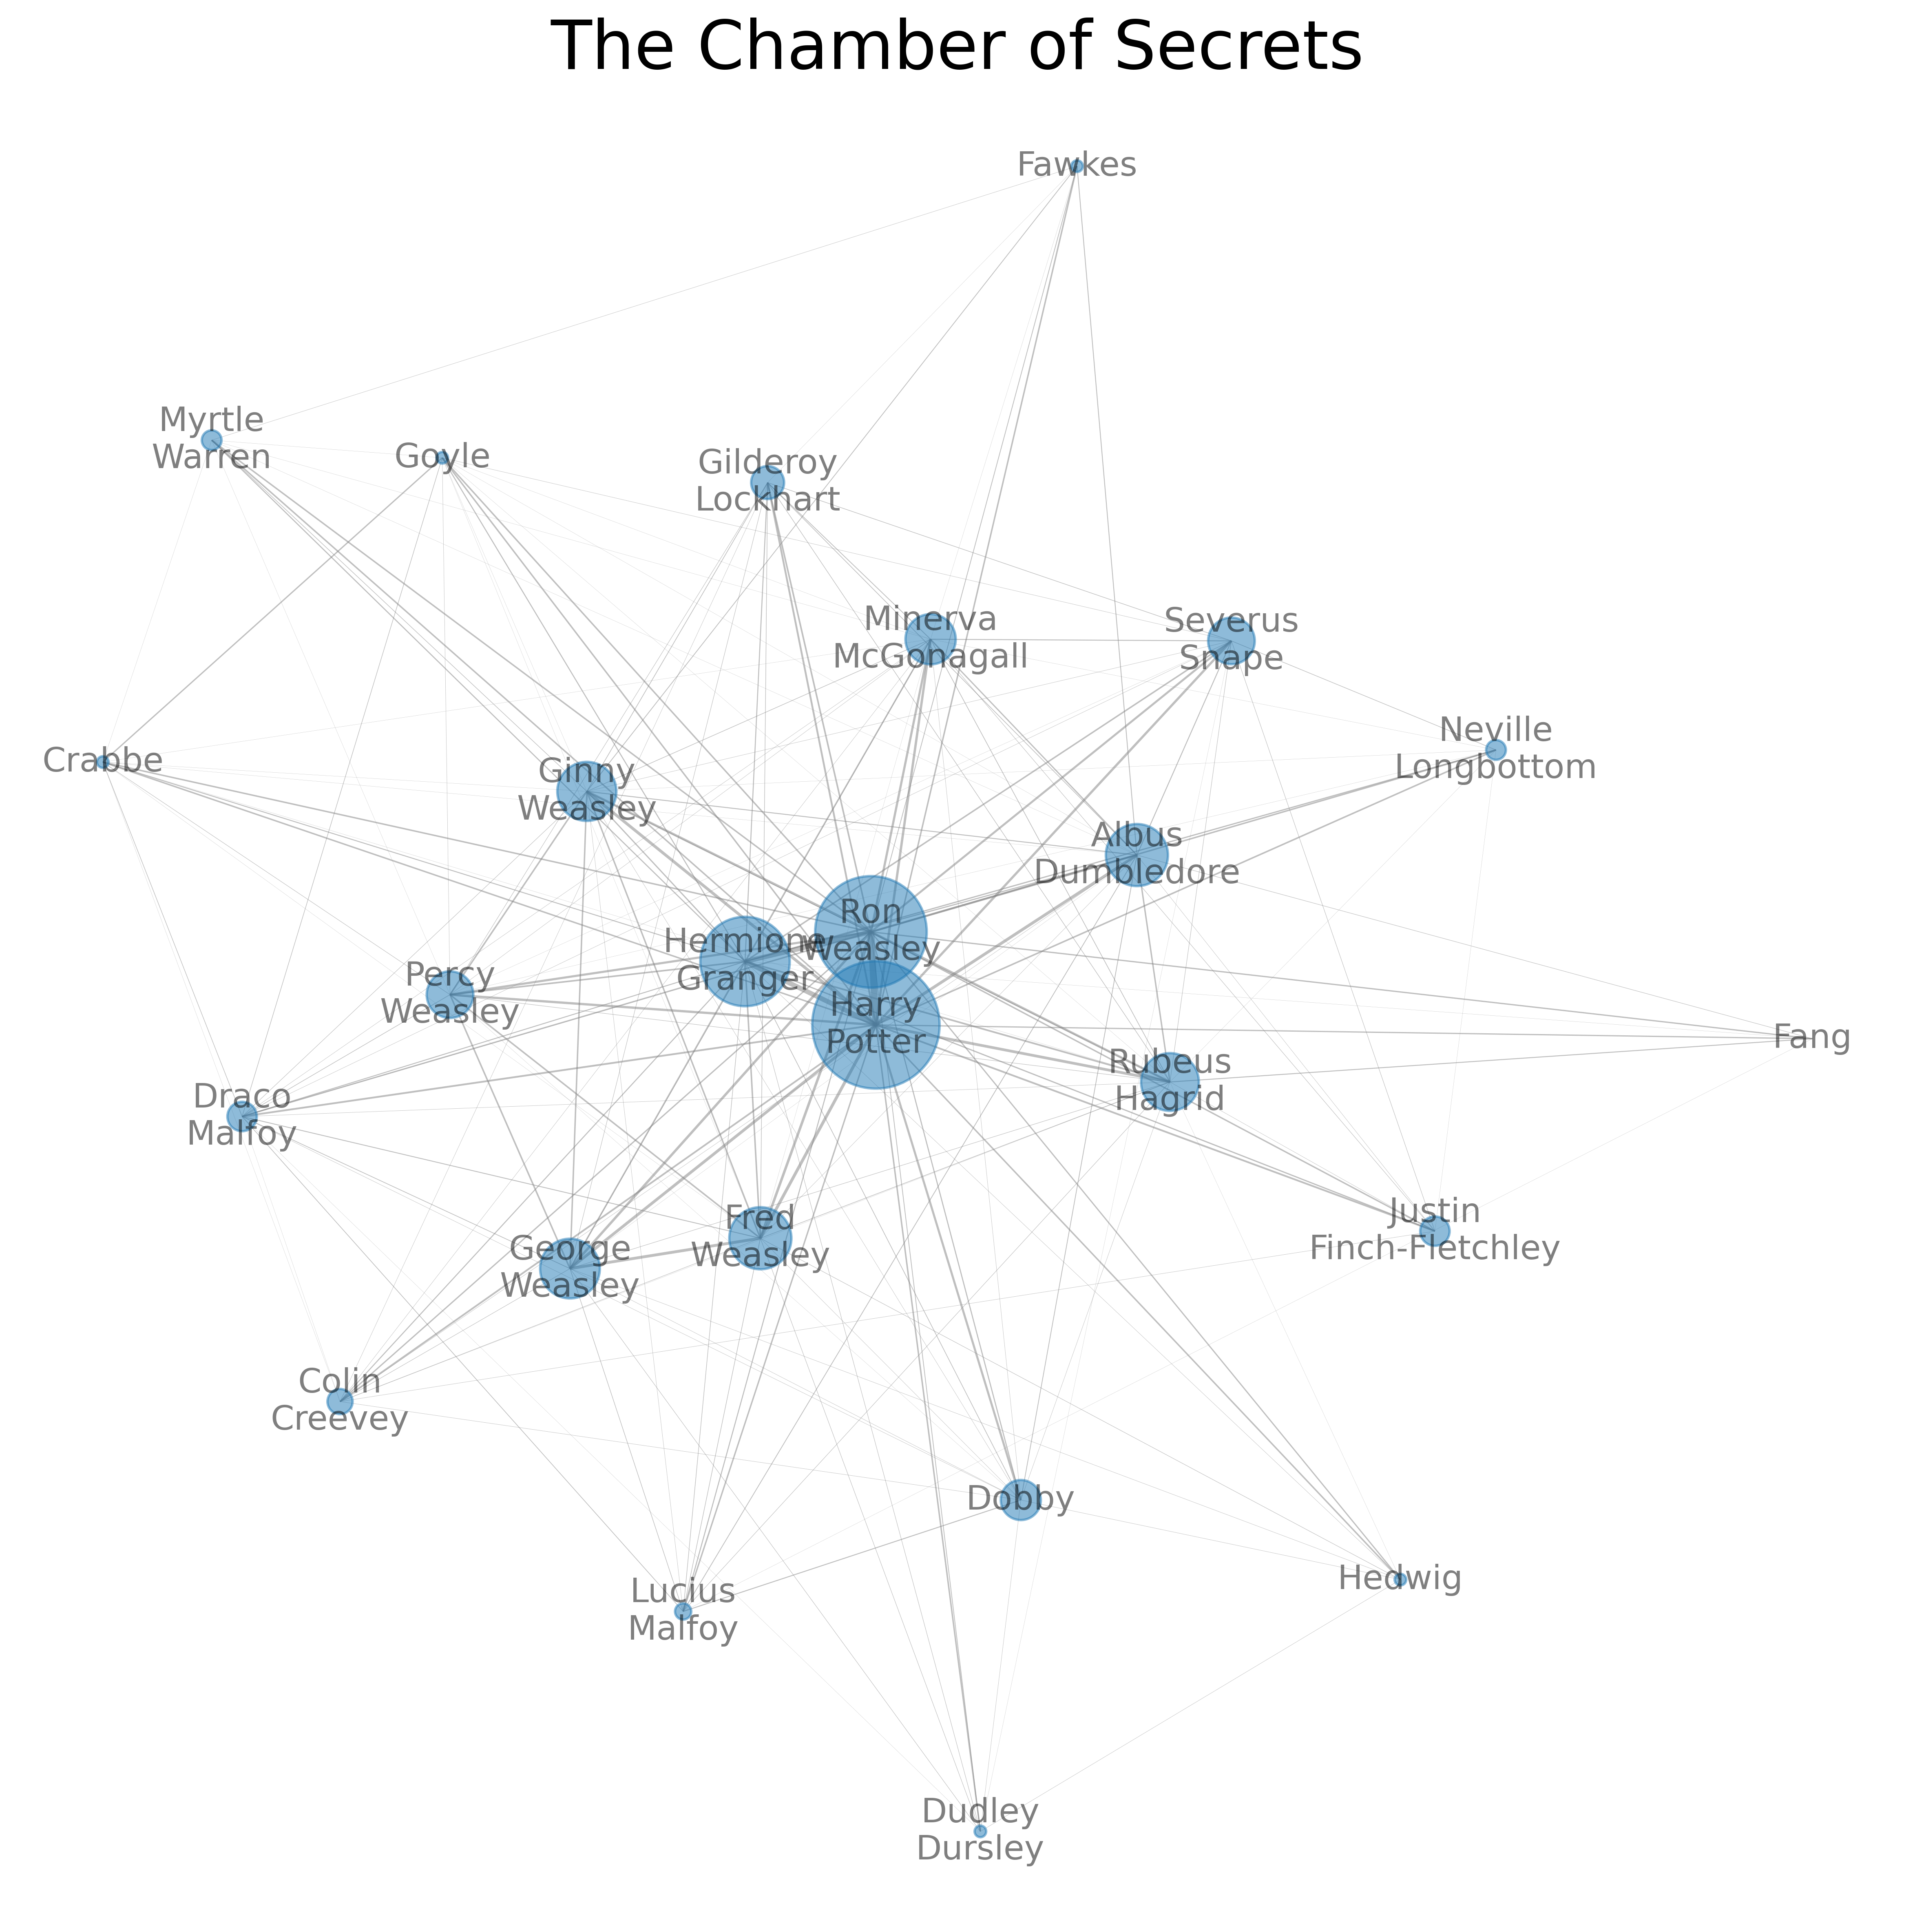 The Chamber of Secrets
Fawkes
Myrtle
Warren
Goyle
Gilderoy
Lockhart
Minerva
McGonagall
Severus
Snape
Neville
Longbottom
Crabbe
Ginny
Weasley
Albus
Dumbledore
Ron
Weasley
Hermione
Granger
Percy
Weasley
Harry
Potter
Fang
Rubeus
Hagrid
Draco
Malfoy
Justin
Finch-Fletchley
Fred
Weasley
George
Weasley
Colin
Creevey
Dobby
Hedwig
Lucius
Malfoy
Dudley
Dursley